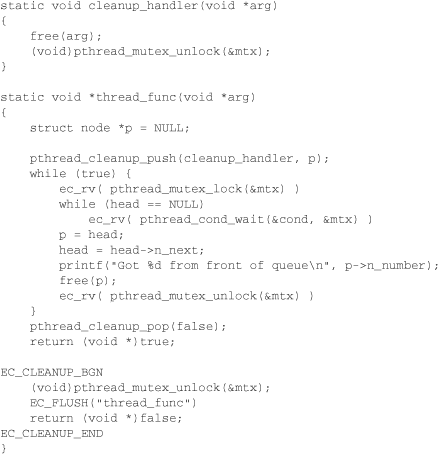 static void cleanup_handler(void *arg)
{
    free(arg);
    (void)pthread_mutex_unlock(&mtx);
}

static void *thread_func(void *arg)
{
    struct node *p = NULL;

    pthread_cleanup_push(cleanup_handler, p);
    while (true) {
        ec_rv( pthread_mutex_lock(&mtx) )
        while (head == NULL)
            ec_rv( pthread_cond_wait(&cond, &mtx) )
        p = head;
        head = head->n_next;
        printf("Got %d from front of queue\n", p->n_number);
        free(p);
        ec_rv( pthread_mutex_unlock(&mtx) )
    }
    pthread_cleanup_pop(false);
    return (void *)true;

EC_CLEANUP_BGN
    (void)pthread_mutex_unlock(&mtx);
    EC_FLUSH("thread_func")
    return (void *)false;
EC_CLEANUP_END
}